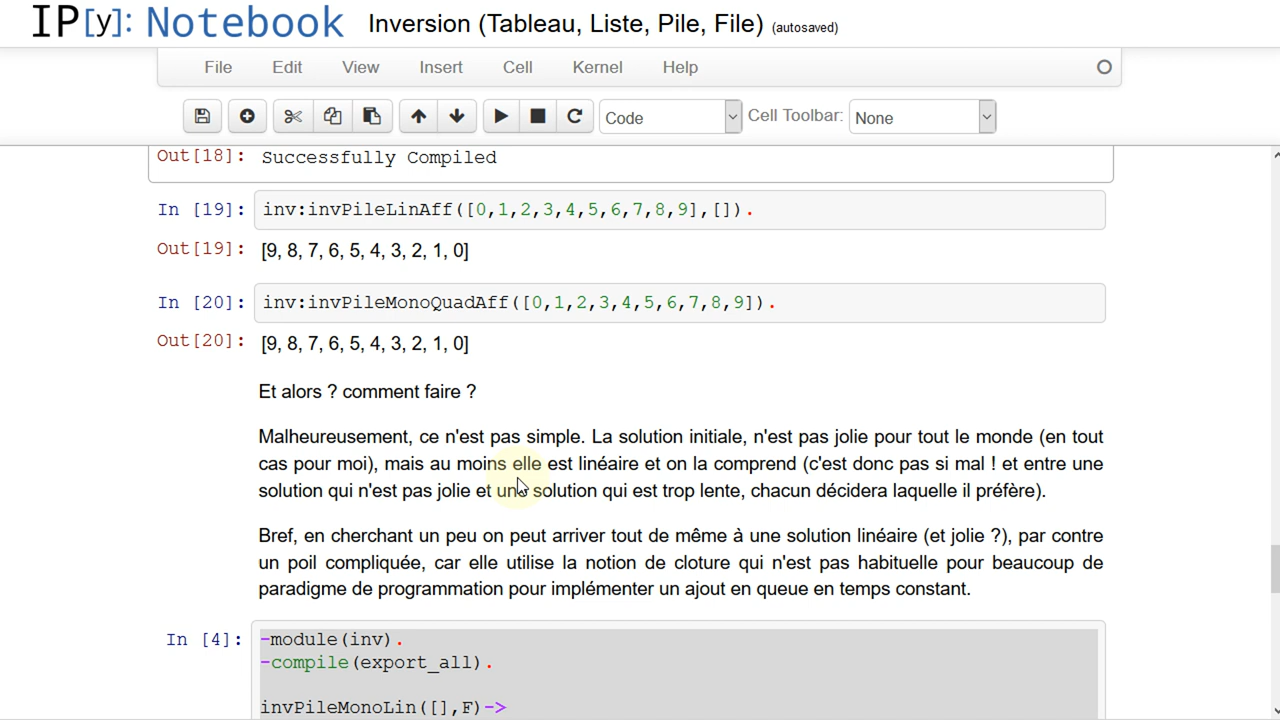 IP[y]: Notebook Inversion (Tableau, Liste, Pile, File) (autosaved)
File Edit View Insert Cell Kernel Help
Code Cell Toolbar: None
Out[18]: Successfully Compiled
In [19]: inv:invPileLinAff([0,1,2,3,4,5,6,7,8,9],[]).
Out[19]: [9, 8, 7, 6, 5, 4, 3, 2, 1, 0]
In [20]: inv:invPileMonoQuadAff([0,1,2,3,4,5,6,7,8,9]).
Out[20]: [9, 8, 7, 6, 5, 4, 3, 2, 1, 0]
Et alors ? comment faire ?
Malheureusement, ce n'est pas simple. La solution initiale, n'est pas jolie pour tout le monde (en tout
cas pour moi), mais au moins elle est linéaire et on la comprend (c'est donc pas si mal ! et entre une
solution qui n'est pas jolie et une solution qui est trop lente, chacun décidera laquelle il préfère).
Bref, en cherchant un peu on peut arriver tout de même à une solution linéaire (et jolie ?), par contre
un poil compliquée, car elle utilise la notion de cloture qui n'est pas habituelle pour beaucoup de
paradigme de programmation pour implémenter un ajout en queue en temps constant.
In [4]: -module(inv).
-compile(export_all).
invPileMonoLin([],F)->